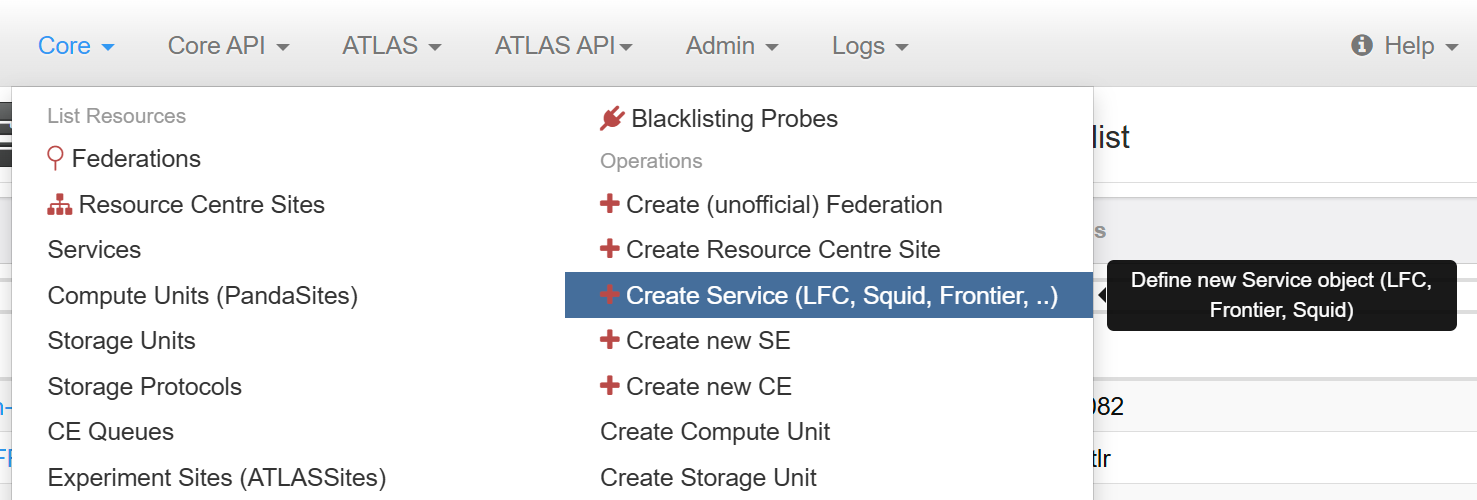 Core
Core API
ATLAS
ATLAS API
Admin
Logs
Help
List Resources
Federations
Resource Centre Sites
Services
Compute Units (PandaSites)
Storage Units
Storage Protocols
CE Queues
Experiment Sites (ATLASSites)
Blacklisting Probes
Operations
Create (unofficial) Federation
Create Resource Centre Site
Create Service (LFC, Squid, Frontier, ..)
Create new SE
Create new CE
Create Compute Unit
Create Storage Unit
list
s
Define new Service object (LFC,
Frontier, Squid)
082
tlr